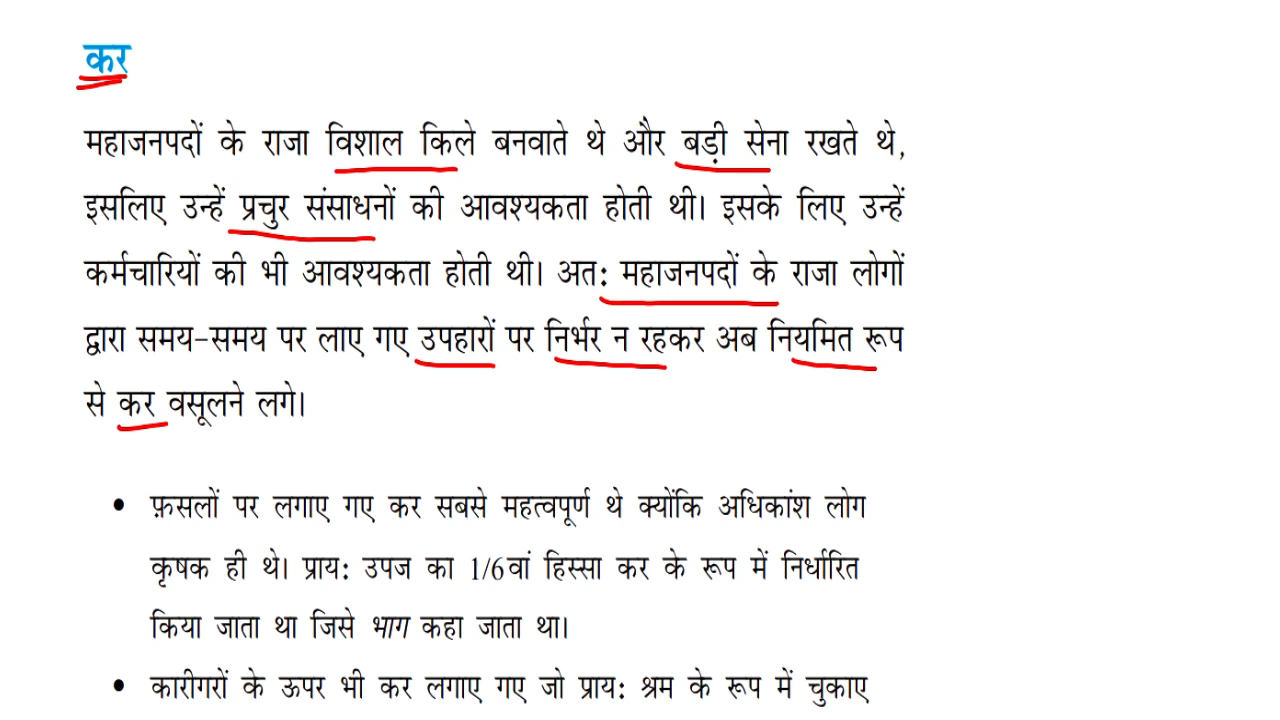 कर
महाजनपदों के राजा विशाल किले बनवाते थे और बड़ी सेना रखते थे,
इसलिए उन्हें प्रचुर संसाधनों की आवश्यकता होती थी। इसके लिए उन्हें
कर्मचारियों की भी आवश्यकता होती थी। अत: महाजनपदों के राजा लोगों
द्वारा समय-समय पर लाए गए उपहारों पर निर्भर न रहकर अब नियमित रूप
से कर वसूलने लगे।
• फ़सलों पर लगाए गए कर सबसे महत्वपूर्ण थे क्योंकि अधिकांश लोग
कृषक ही थे। प्राय: उपज का 1/6वां हिस्सा कर के रूप में निर्धारित
किया जाता था जिसे भाग कहा जाता था।
• कारीगरों के ऊपर भी कर लगाए गए जो प्राय: श्रम के रूप में चुकाए